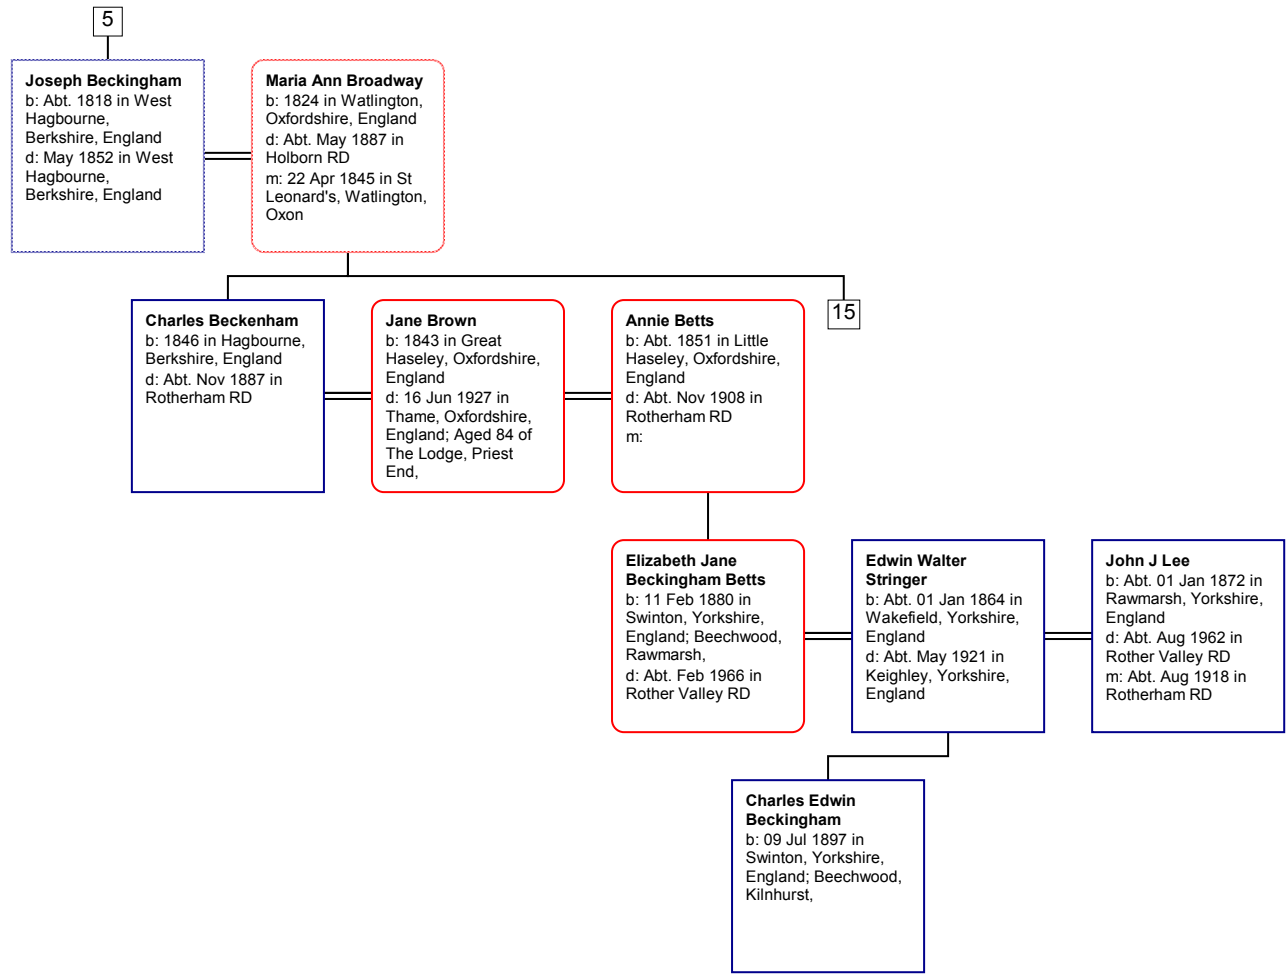 5
Joseph Beckingham
b: Abt. 1818 in West
Hagbourne,
Berkshire, England
d: May 1852 in West
Hagbourne,
Berkshire, England
Maria Ann Broadway
b: 1824 in Watlington,
Oxfordshire, England
d: Abt. May 1887 in
Holborn RD
m: 22 Apr 1845 in St
Leonard's, Watlington,
Oxon
Charles Beckenham
b: 1846 in Hagbourne,
Berkshire, England
d: Abt. Nov 1887 in
Rotherham RD
Jane Brown
b: 1843 in Great
Haseley, Oxfordshire,
England
d: 16 Jun 1927 in
Thame, Oxfordshire,
England; Aged 84 of
The Lodge, Priest
End,
Annie Betts
b: Abt. 1851 in Little
Haseley, Oxfordshire,
England
d: Abt. Nov 1908 in
Rotherham RD
m:
15
Elizabeth Jane
Beckingham Betts
b: 11 Feb 1880 in
Swinton, Yorkshire,
England; Beechwood,
Rawmarsh,
d: Abt. Feb 1966 in
Rother Valley RD
Edwin Walter
Stringer
b: Abt. 01 Jan 1864 in
Wakefield, Yorkshire,
England
d: Abt. May 1921 in
Keighley, Yorkshire,
England
John J Lee
b: Abt. 01 Jan 1872 in
Rawmarsh, Yorkshire,
England
d: Abt. Aug 1962 in
Rother Valley RD
m: Abt. Aug 1918 in
Rotherham RD
Charles Edwin
Beckingham
b: 09 Jul 1897 in
Swinton, Yorkshire,
England; Beechwood,
Kilnhurst,